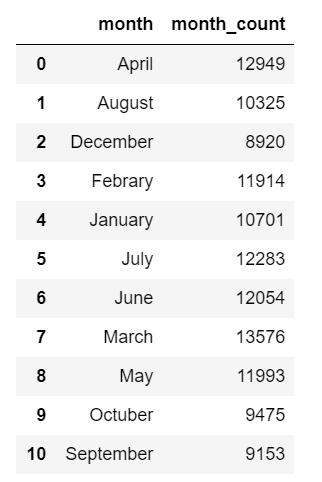 month month_count
0 April 12949
1 August 10325
2 December 8920
3 Febrary 11914
4 January 10701
5 July 12283
6 June 12054
7 March 13576
8 May 11993
9 Octuber 9475
10 September 9153